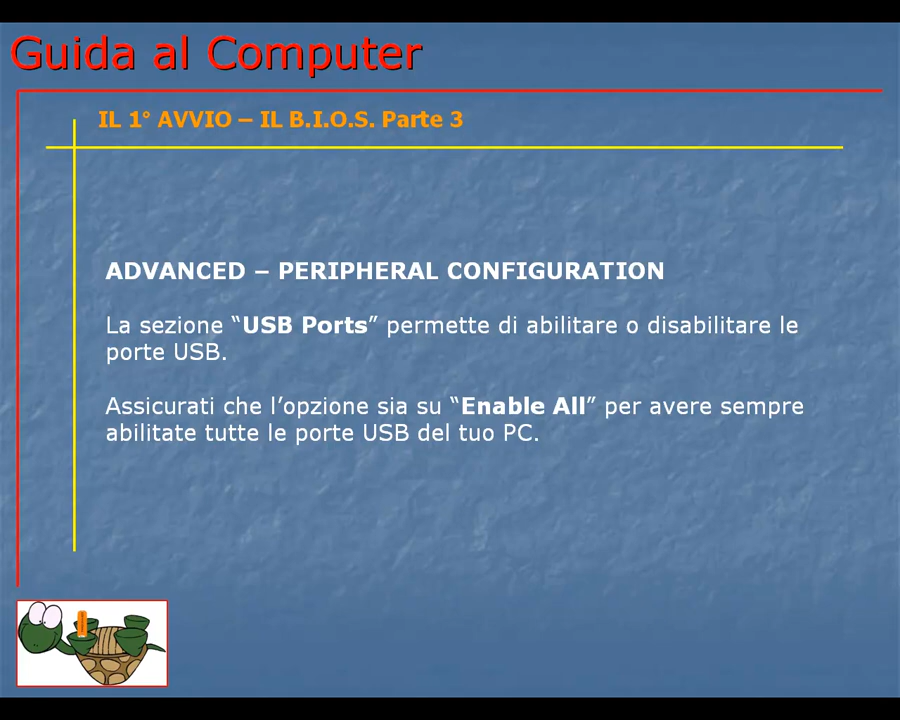 Guida al Computer
IL 1° AVVIO – IL B.I.O.S. Parte 3
ADVANCED – PERIPHERAL CONFIGURATION
La sezione “USB Ports” permette di abilitare o disabilitare le
porte USB.
Assicurati che l’opzione sia su “Enable All” per avere sempre
abilitate tutte le porte USB del tuo PC.